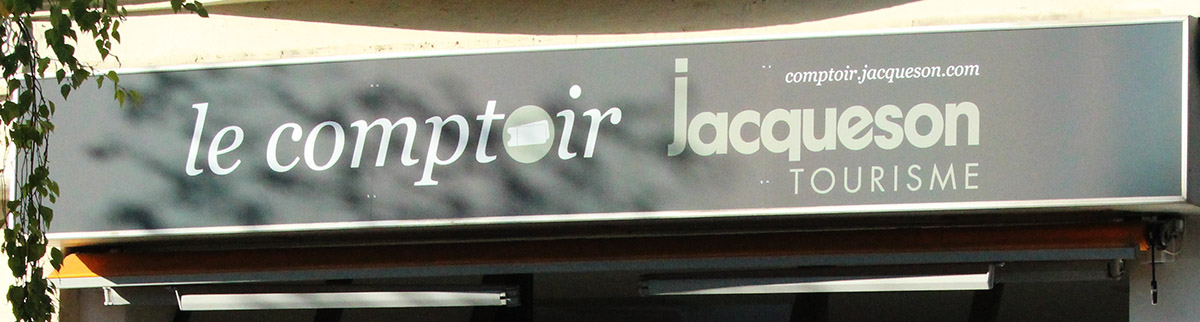 le comptoir
comptoir.jacqueson.com
jacqueson
TOURISME